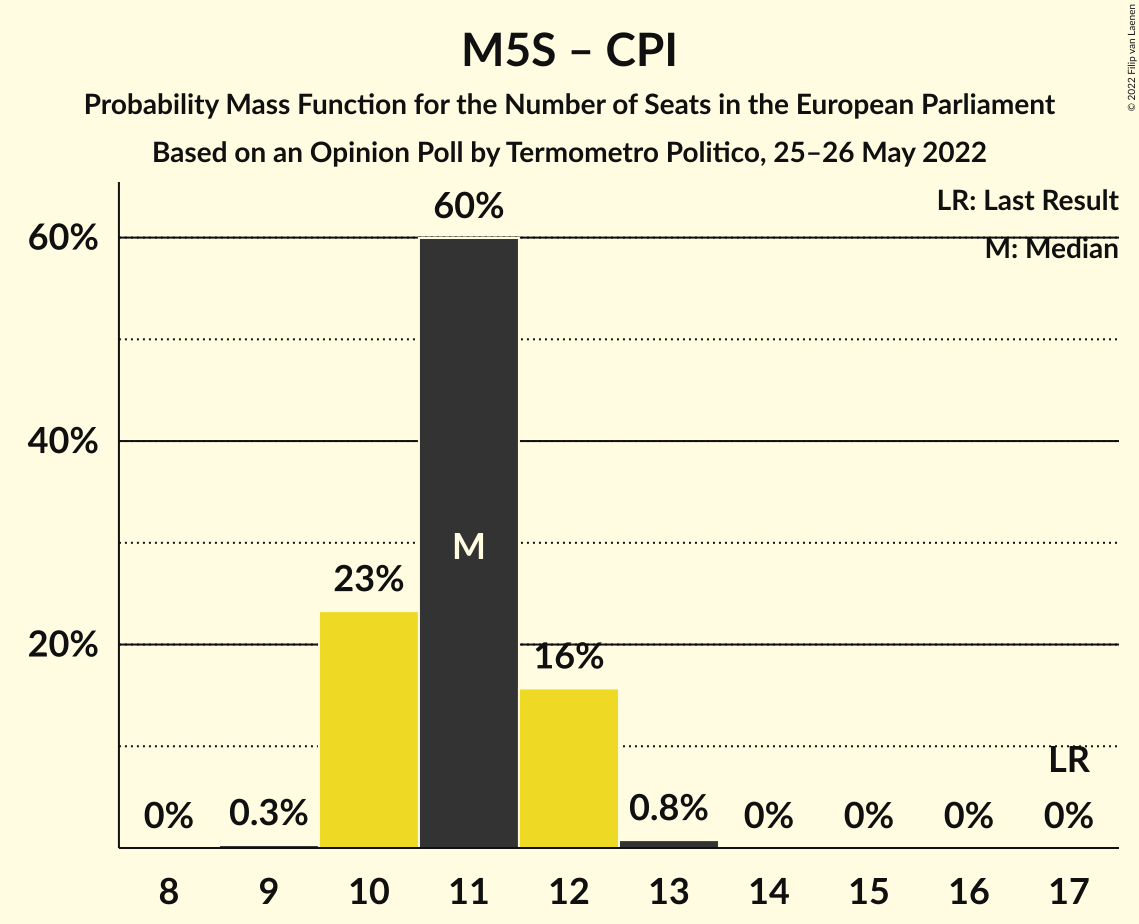 M5S – CPI
Probability Mass Function for the Number of Seats in the European Parliament
Based on an Opinion Poll by Termometro Politico, 25–26 May 2022
© 2022 Filip van Laenen
LR: Last Result
M: Median
60%
40%
20%
0%
0.3%
23%
60%
M
16%
0.8%
0%
0%
0%
LR
0%
8 9 10 11 12 13 14 15 16 17